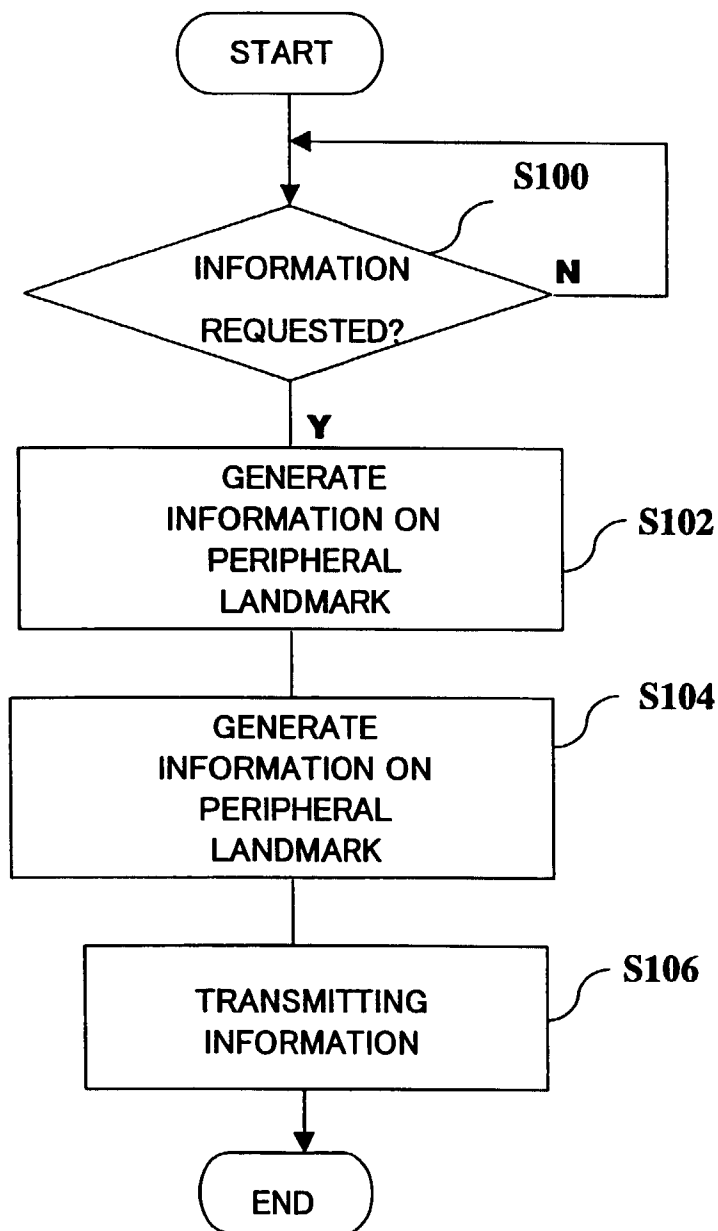 START
S100
INFORMATION
N
REQUESTED?
Y
GENERATE
INFORMATION ON
PERIPHERAL
LANDMARK
S102
GENERATE
INFORMATION ON
PERIPHERAL
LANDMARK
S104
TRANSMITTING
INFORMATION
S106
END